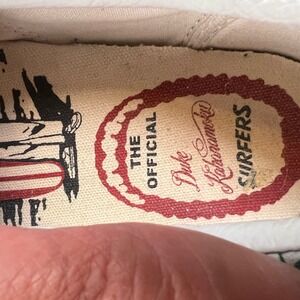 THE
OFFICIAL
Duke
Kahanamoku
SURFERS